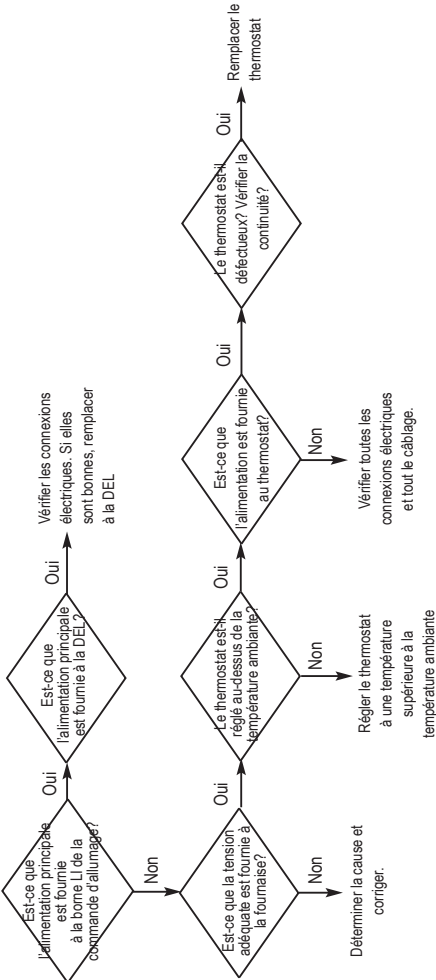 Est-ce que
l'alimentation principale
est fournie
à la borne LI de la
commande d'allumage?
Oui
Est-ce que
l'alimentation principale
est fournie à la DEL?
Oui
Vérifier les connexions
électriques. Si elles
sont bonnes, remplacer
à la DEL
Non
Est-ce que la tension
adéquate est fournie à
la fournaise?
Non
Déterminer la cause et
corriger.
Oui
Le thermostat est-il
réglé au-dessus de la
température ambiante?
Non
Régler le thermostat
à une température
supérieure à la
température ambiante
Oui
Est-ce que
l'alimentation est fournie
au thermostat?
Non
Vérifier toutes les
connexions électriques
et tout le câblage.
Oui
Le thermostat est-il
défectueux? Vérifier la
continuité?
Oui
Remplacer le
thermostat